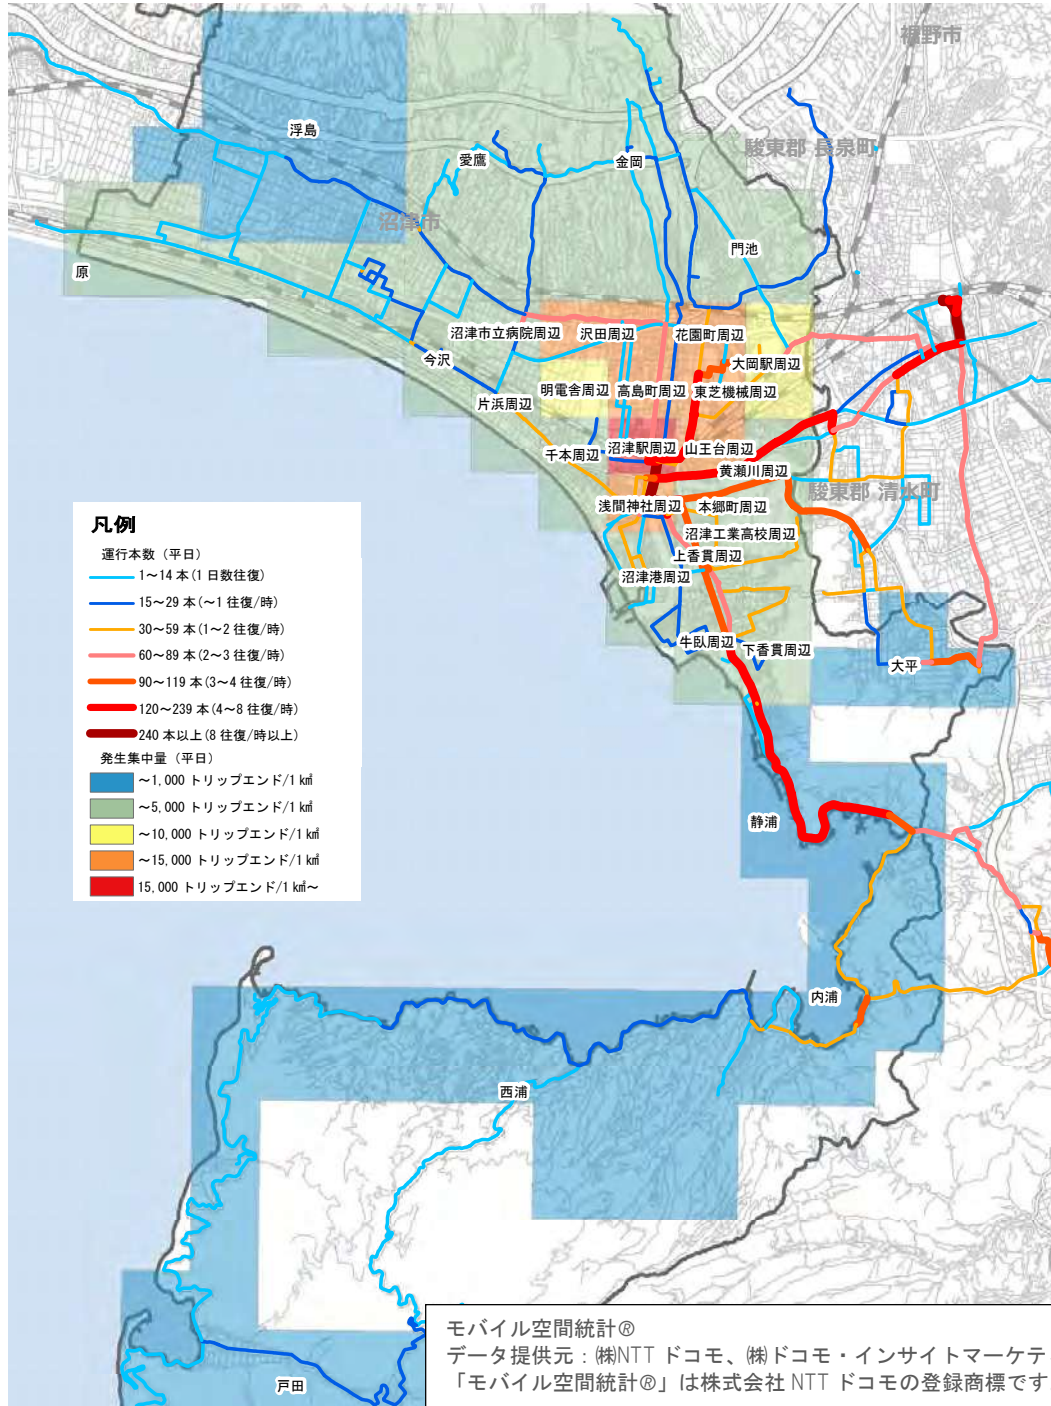 裾野市
駿東郡 長泉町
浮島
愛鷹
金岡
沼津市
門池
原
沼津市立病院周辺
沢田周辺
花園町周辺
今沢
大岡駅周辺
明電舎周辺
高島町周辺
東芝機械周辺
片浜周辺
沼津駅周辺
山王台周辺
千本周辺
黄瀬川周辺
駿東郡 清水町
浅間神社周辺
本郷町周辺
沼津工業高校周辺
上香貫周辺
沼津港周辺
牛臥周辺
下香貫周辺
大平
凡例
運行本数（平日）
1～14 本(1 日数往復)
15～29 本(～1 往復/時)
30～59 本(1～2 往復/時)
60～89 本(2～3 往復/時)
90～119 本(3～4 往復/時)
120～239 本(4～8 往復/時)
240 本以上(8 往復/時以上)
発生集中量（平日）
～1,000 トリップエンド/1 ㎢
～5,000 トリップエンド/1 ㎢
～10,000 トリップエンド/1 ㎢
～15,000 トリップエンド/1 ㎢
15,000 トリップエンド/1 ㎢～
静浦
内浦
西浦
戸田
モバイル空間統計®
データ提供元：㈱NTT ドコモ、㈱ドコモ・インサイトマーケテ
「モバイル空間統計®」は株式会社 NTT ドコモの登録商標です